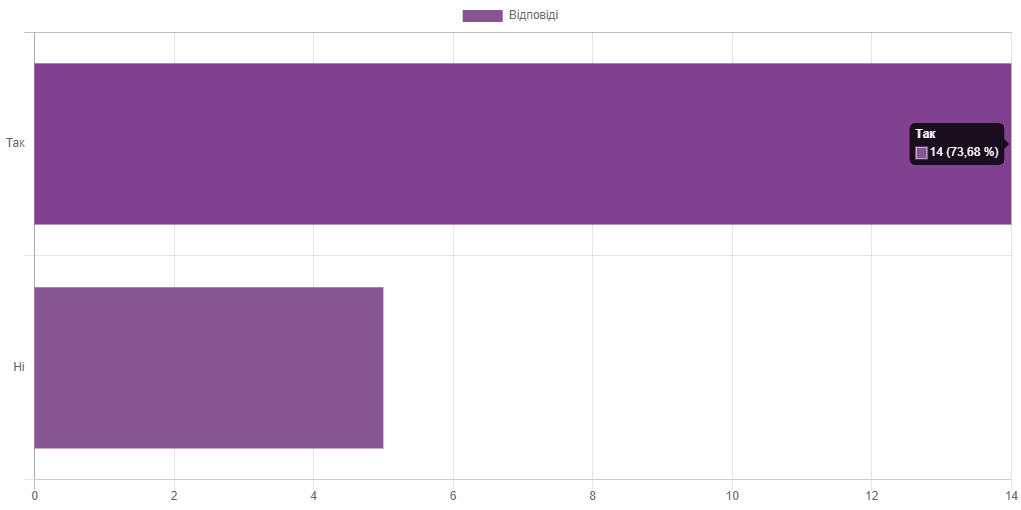 Відповіді
Так
Так
14 (73,68 %)
Ні
0 2 4 6 8 10 12 14